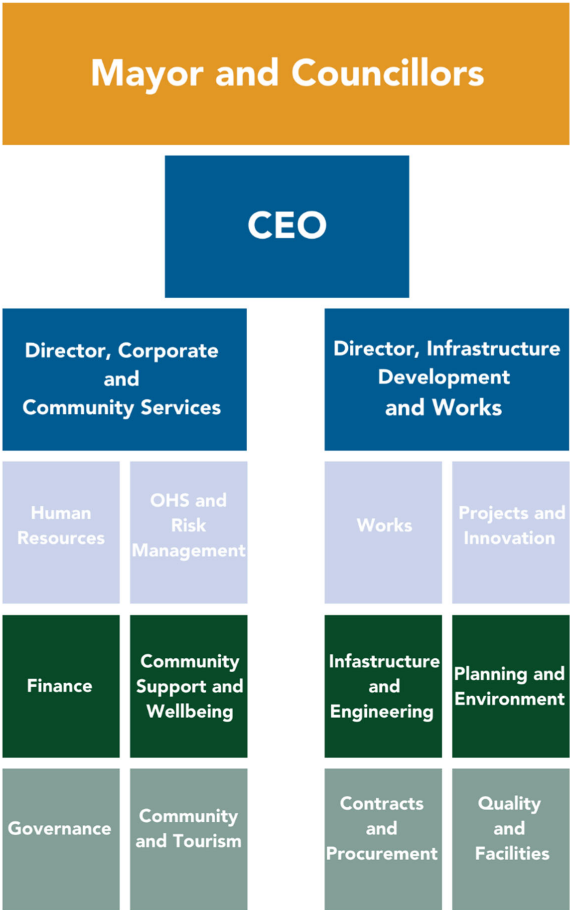 Mayor and Councillors
CEO
Director, Corporate
and
Community Services
Director, Infrastructure
Development
and Works
Human
Resources
OHS and
Risk
Management
Works
Projects and
Innovation
Finance
Community
Support and
Wellbeing
Infastructure
and
Engineering
Planning and
Environment
Governance
Community
and Tourism
Contracts
and
Procurement
Quality
and
Facilities